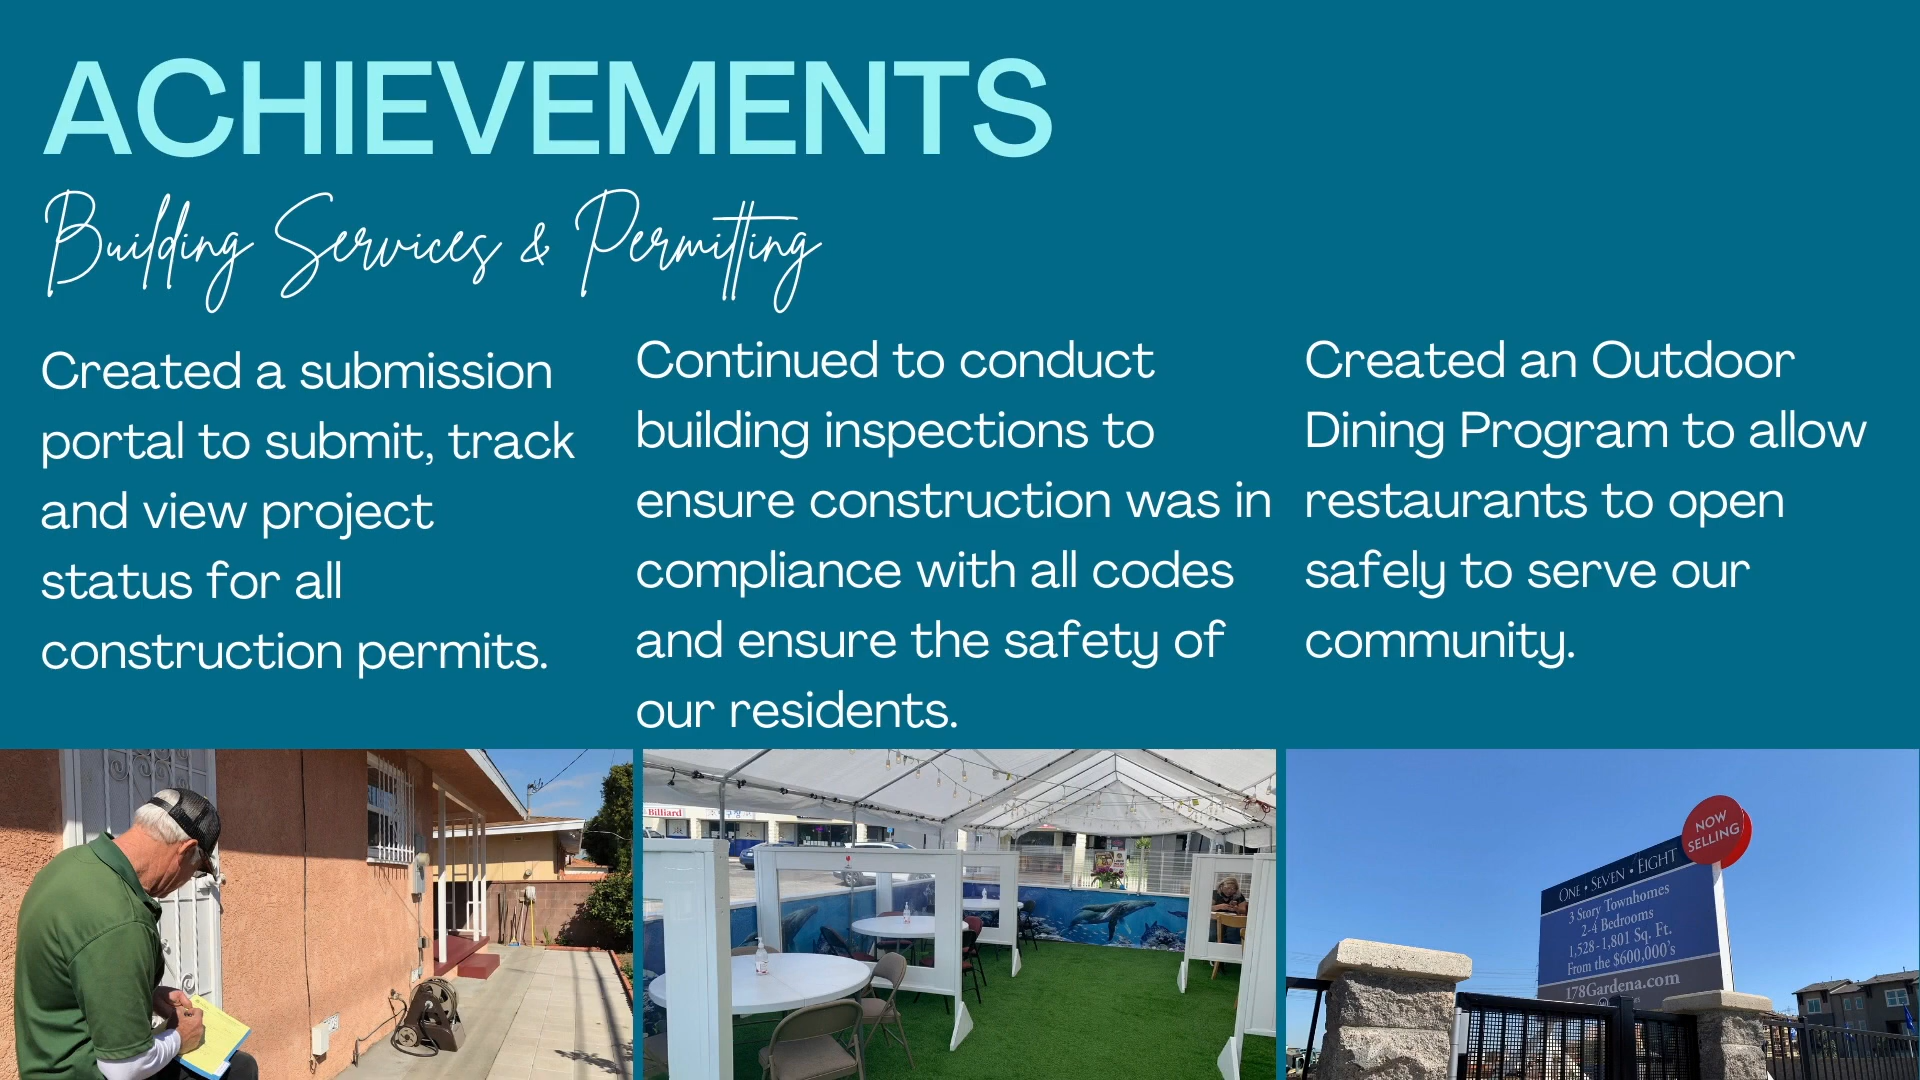 ACHIEVEMENTS
Building Services & Permitting
Created a submission
portal to submit, track
and view project
status for all
construction permits.
Continued to conduct
building inspections to
ensure construction was in
compliance with all codes
and ensure the safety of
our residents.
Created an Outdoor
Dining Program to allow
restaurants to open
safely to serve our
community.
Billiard
NOW
SELLING
ONE • SEVEN • EIGHT
3 Story Townhomes
2-4 Bedrooms
1,528-1,801 Sq. Ft.
From the $600,000's
178Gardena.com